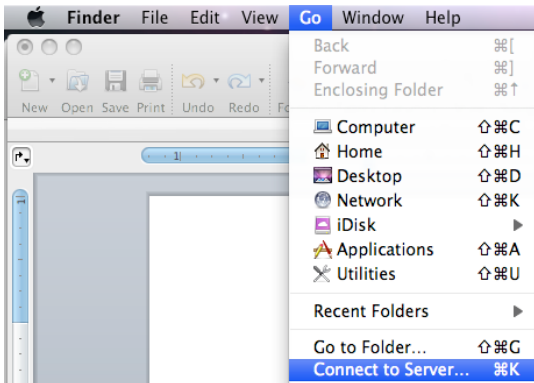 Finder File Edit View Go Window Help
Back ⌘[
Forward ⌘]
Enclosing Folder ⌘↑
New Open Save Print Undo Redo
Computer ⇧⌘C
1
Home ⇧⌘H
Desktop ⇧⌘D
Network ⇧⌘K
iDisk
Applications ⇧⌘A
Utilities ⇧⌘U
Recent Folders
Go to Folder... ⇧⌘G
Connect to Server... ⌘K